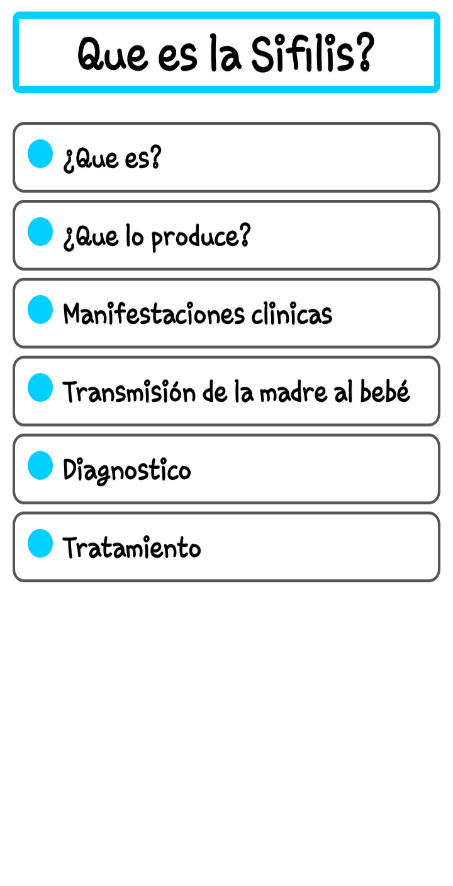 Que es la Sifilis?
¿Que es?
¿Que lo produce?
Manifestaciones clinicas
Transmisión de la madre al bebé
Diagnostico
Tratamiento